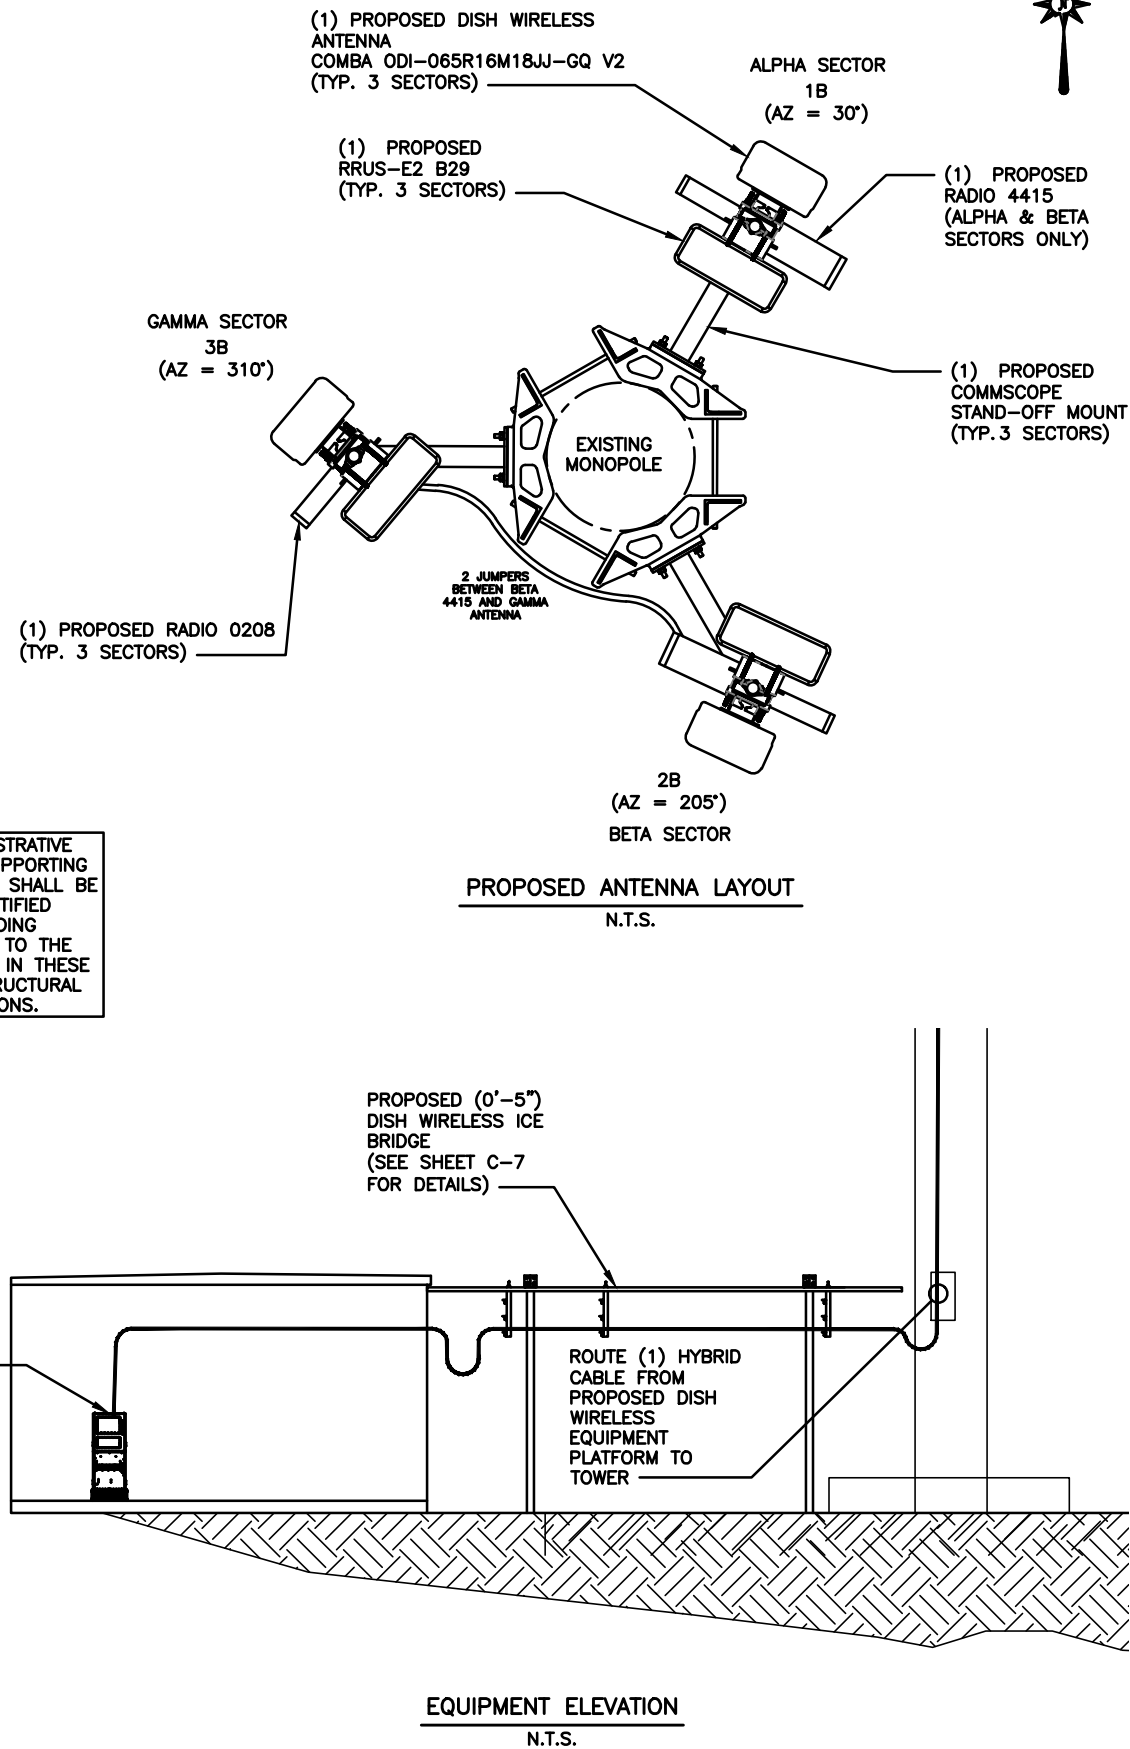 (1) PROPOSED DISH WIRELESS
ANTENNA
COMBA ODI-065R16M18JJ-GQ V2
(TYP. 3 SECTORS)
ALPHA SECTOR
1B
(AZ = 30°)
(1) PROPOSED
RRUS-E2 B29
(TYP. 3 SECTORS)
(1) PROPOSED
RADIO 4415
(ALPHA & BETA
SECTORS ONLY)
GAMMA SECTOR
3B
(AZ = 310°)
(1) PROPOSED
COMMSCOPE
STAND-OFF MOUNT
(TYP. 3 SECTORS)
EXISTING
MONOPOLE
2 JUMPERS
BETWEEN BETA
4415 AND GAMMA
ANTENNA
(1) PROPOSED RADIO 0208
(TYP. 3 SECTORS)
2B
(AZ = 205°)
BETA SECTOR
STRATIVE
PPORTING
SHALL BE
TIFIED
DING
TO THE
IN THESE
RUCTURAL
ONS.
PROPOSED ANTENNA LAYOUT
N.T.S.
PROPOSED (0'-5")
DISH WIRELESS ICE
BRIDGE
(SEE SHEET C-7
FOR DETAILS)
ROUTE (1) HYBRID
CABLE FROM
PROPOSED DISH
WIRELESS
EQUIPMENT
PLATFORM TO
TOWER
EQUIPMENT ELEVATION
N.T.S.